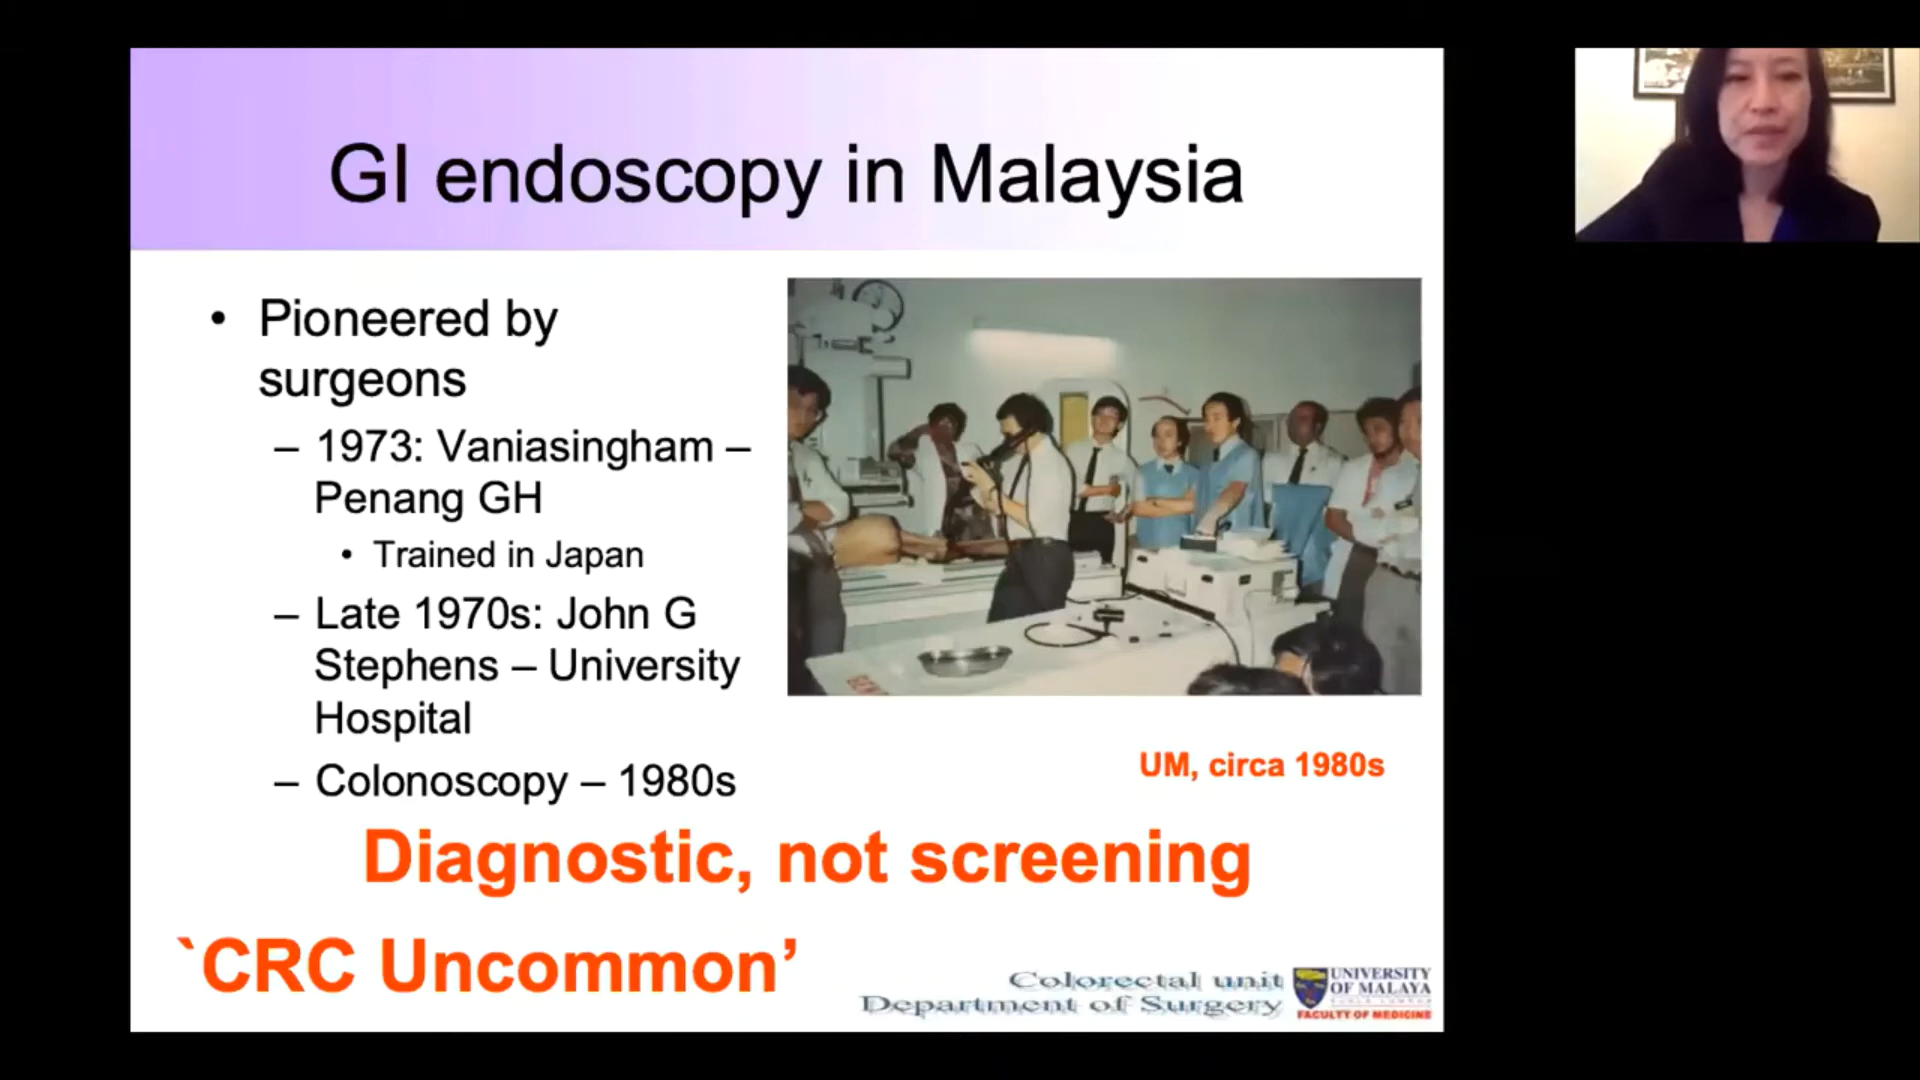 GI endoscopy in Malaysia
• Pioneered by
surgeons
– 1973: Vaniasingham –
Penang GH
• Trained in Japan
– Late 1970s: John G
Stephens – University
Hospital
– Colonoscopy – 1980s
UM, circa 1980s
Diagnostic, not screening
`CRC Uncommon’
Colorectal unit
Department of Surgery
UNIVERSITY
OF MALAYA
FACULTY OF MEDICINE